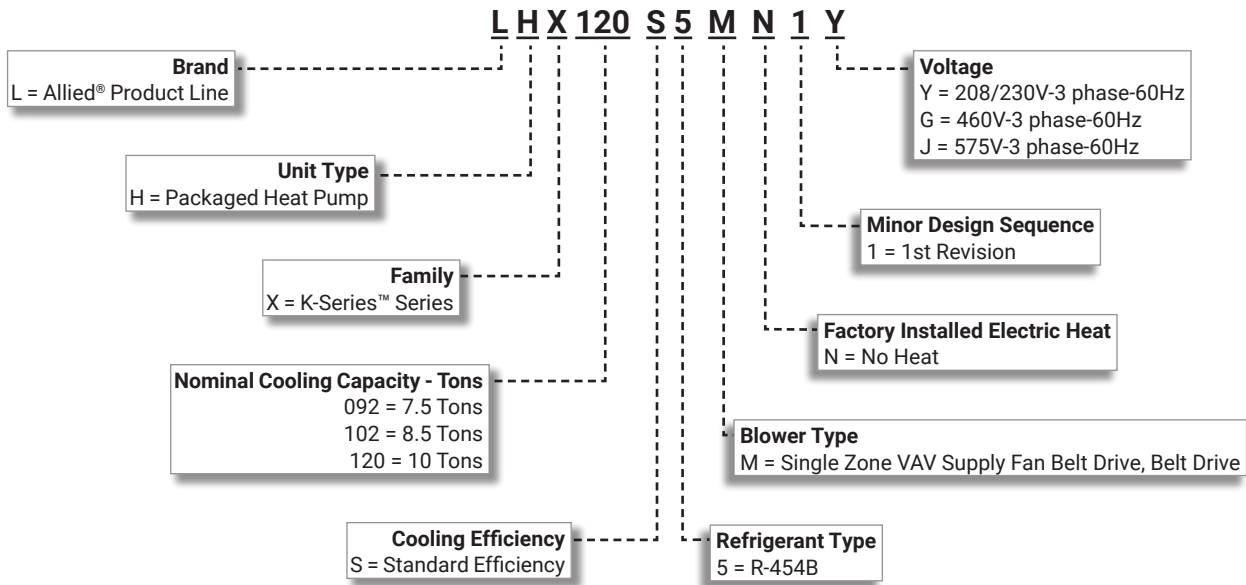 L H X 120 S 5 M N 1 Y
Brand
L = Allied® Product Line
Voltage
Y = 208/230V-3 phase-60Hz
G = 460V-3 phase-60Hz
J = 575V-3 phase-60Hz
Unit Type
H = Packaged Heat Pump
Minor Design Sequence
1 = 1st Revision
Family
X = K-Series™ Series
Factory Installed Electric Heat
N = No Heat
Nominal Cooling Capacity - Tons
092 = 7.5 Tons
102 = 8.5 Tons
120 = 10 Tons
Blower Type
M = Single Zone VAV Supply Fan Belt Drive, Belt Drive
Cooling Efficiency
S = Standard Efficiency
Refrigerant Type
5 = R-454B